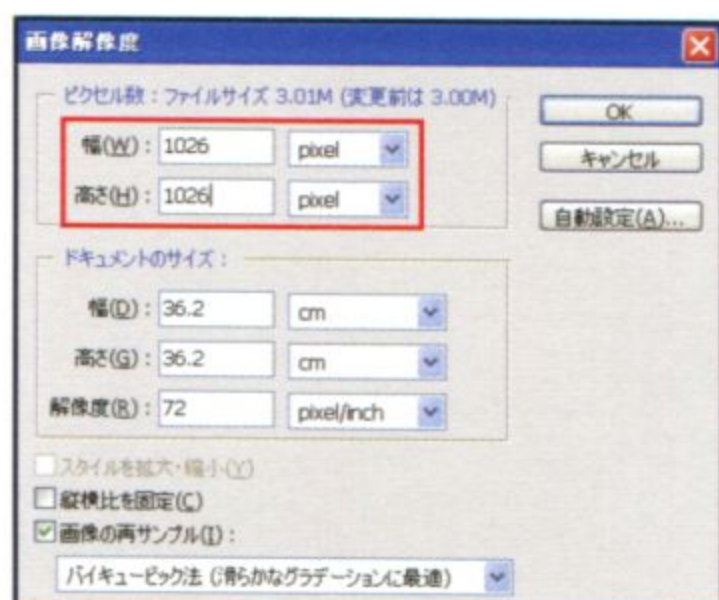 画像解像度
ピクセル数：ファイルサイズ 3.01M (変更前は 3.00M)
OK
幅(W)：1026 pixel
キャンセル
高さ(H)：1026 pixel
自動設定(A)...
ドキュメントのサイズ：
幅(D)：36.2 cm
高さ(G)：36.2 cm
解像度(R)：72 pixel/inch
スタイルを拡大・縮小(Y)
縦横比を固定(C)
画像の再サンプル(I)：
バイキュービック法 (滑らかなグラデーションに最適)